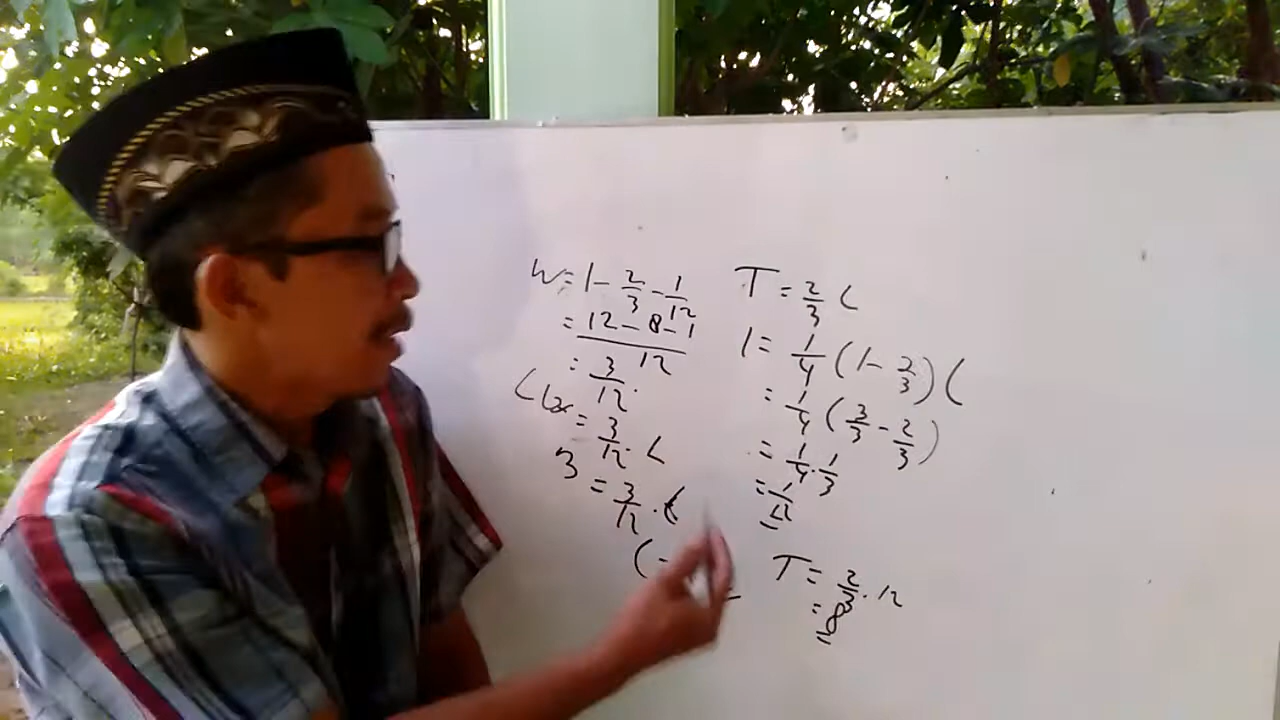 W = 1 - 2/3 - 1/12
= (12 - 8 - 1)/12
= 3/12
= 3/12 . L
3 = 3/12 . L
T = 2/3 L
1 = 1/4 (1 - 2/3) L
= 1/4 (3/3 - 2/3)
= 1/4 . 1/3
= 1/12
T = 2/3 . 12
= 8